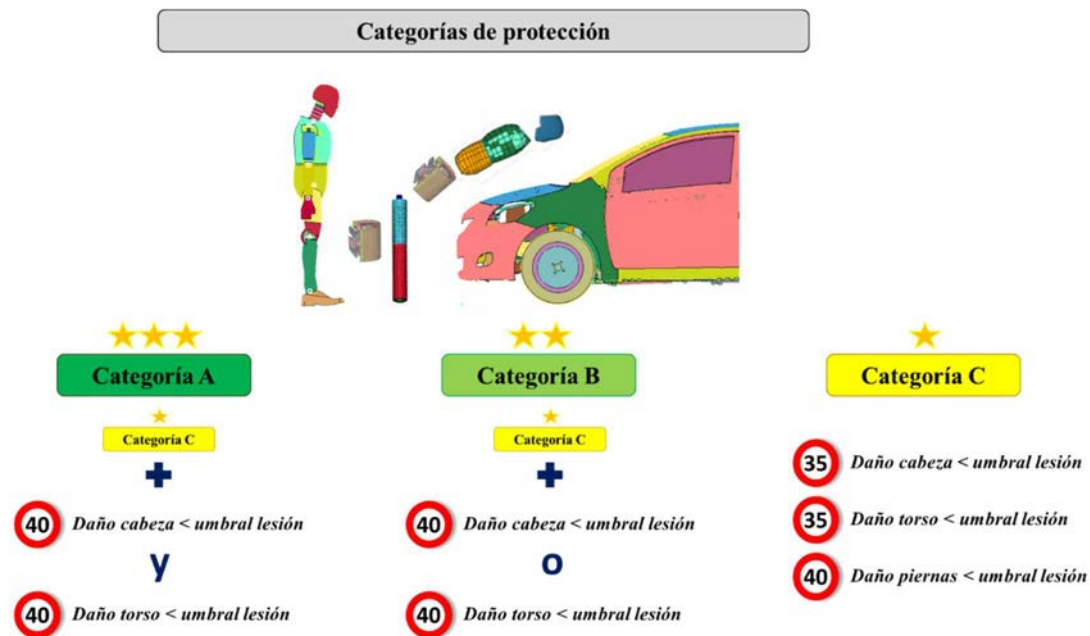 Categorías de protección
Categoría A
Categoría C
+
40 Daño cabeza < umbral lesión
y
40 Daño torso < umbral lesión
Categoría B
Categoría C
+
40 Daño cabeza < umbral lesión
o
40 Daño torso < umbral lesión
Categoría C
35 Daño cabeza < umbral lesión
35 Daño torso < umbral lesión
40 Daño piernas < umbral lesión